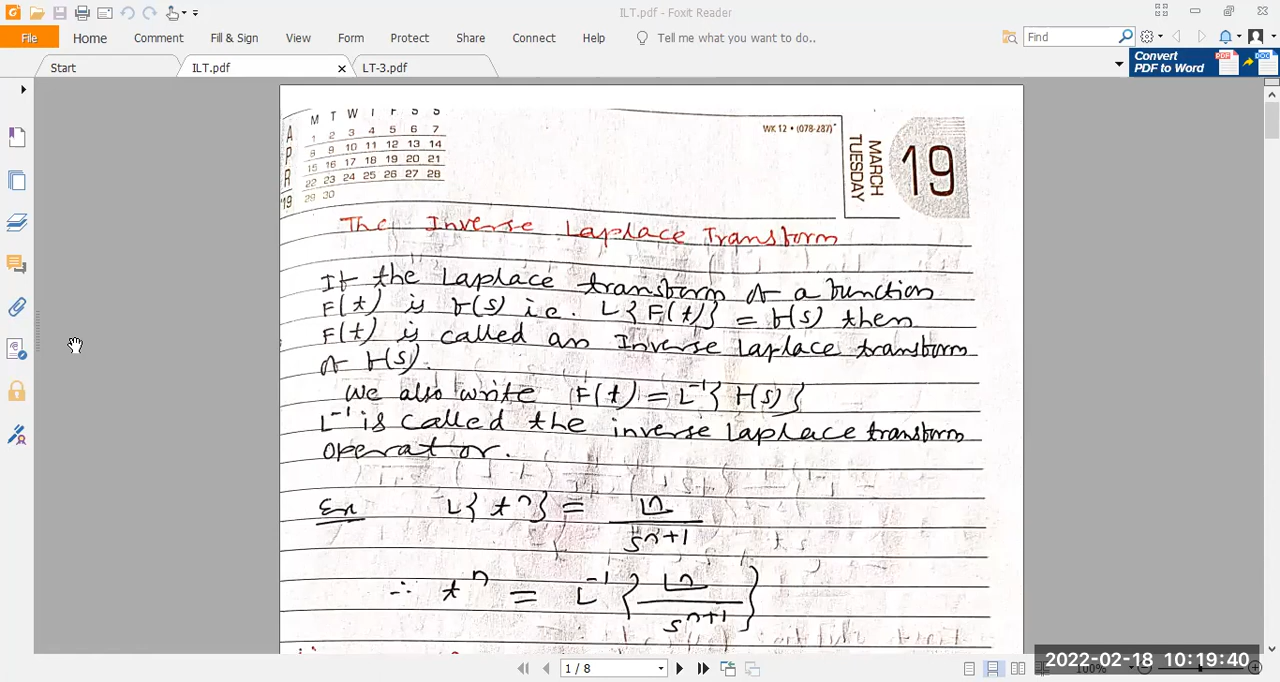 ILT.pdf - Foxit Reader
File Home Comment Fill & Sign View Form Protect Share Connect Help Tell me what you want to do.. Find
Start ILT.pdf x LT-3.pdf
Convert PDF to Word
APR '19
M T W T F S S
1 2 3 4 5 6 7
8 9 10 11 12 13 14
15 16 17 18 19 20 21
22 23 24 25 26 27 28
29 30
WK 12 • (078-287)
MARCH
TUESDAY
19
The Inverse Laplace Transform
If the Laplace transform of a function
F(t) is f(s) i.e. L{F(t)} = f(s) then
F(t) is called an Inverse Laplace transform
of f(s).
We also write F(t) = L⁻¹{f(s)}
L⁻¹ is called the inverse Laplace transform
operator.
Ex L{tⁿ} = ⌊n / sⁿ⁺¹
∴ tⁿ = L⁻¹{⌊n / sⁿ⁺¹}
1 / 8
2022-02-18 10:19:40